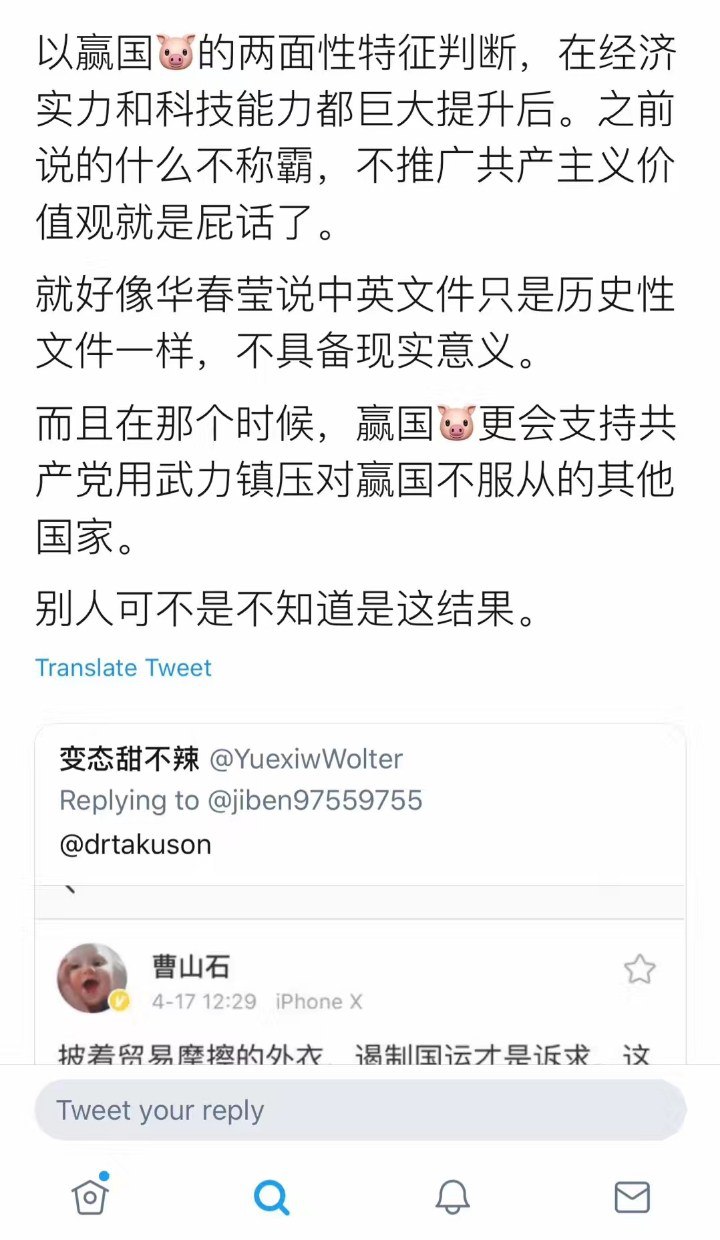 以赢国🐷的两面性特征判断，在经济
实力和科技能力都巨大提升后。之前
说的什么不称霸，不推广共产主义价
值观就是屁话了。
就好像华春莹说中英文件只是历史性
文件一样，不具备现实意义。
而且在那个时候，赢国🐷更会支持共
产党用武力镇压对赢国不服从的其他
国家。
别人可不是不知道是这结果。
Translate Tweet
变态甜不辣 @YuexiwWolter
Replying to @jiben97559755
@drtakuson
曹山石
4-17 12:29 iPhone X
披着贸易摩擦的外衣，遏制国运才是诉求，这
Tweet your reply